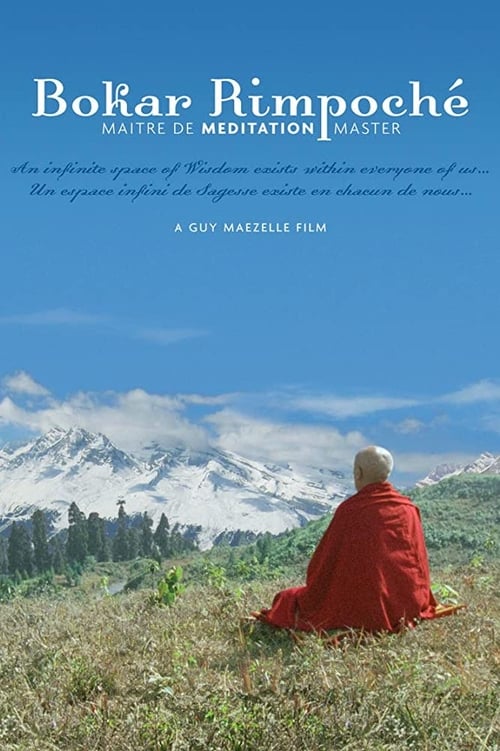 Bokar Rimpoché
MAITRE DE MEDITATION MASTER
An infinite space of Wisdom exists within everyone of us...
Un espace infini de Sagesse existe en chacun de nous...
A GUY MAEZELLE FILM